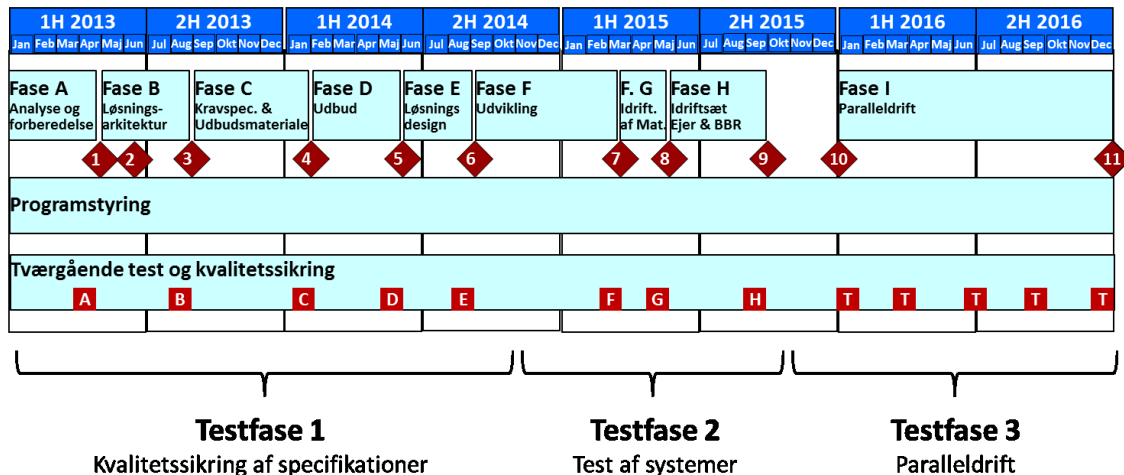 1H 2013 2H 2013 1H 2014 2H 2014 1H 2015 2H 2015 1H 2016 2H 2016
Jan Feb Mar Apr Maj Jun Jul Aug Sep Okt Nov Dec Jan Feb Mar Apr Maj Jun Jul Aug Sep Okt Nov Dec Jan Feb Mar Apr Maj Jun Jul Aug Sep Okt Nov Dec Jan Feb Mar Apr Maj Jun Jul Aug Sep Okt Nov Dec
Fase A
Analyse og
forberedelse
Fase B
Løsnings-
arkitektur
Fase C
Kravspec. &
Udbudsmateriale
Fase D
Udbud
Fase E
Løsnings
design
Fase F
Udvikling
F. G
Idrift.
af Mat.
Fase H
Idriftsæt
Ejer & BBR
Fase I
Paralleldrift
1 2 3 4 5 6 7 8 9 10 11
Programstyring
Tværgående test og kvalitetssikring
A B C D E F G H T T T T T
Testfase 1
Kvalitetssikring af specifikationer
Testfase 2
Test af systemer
Testfase 3
Paralleldrift